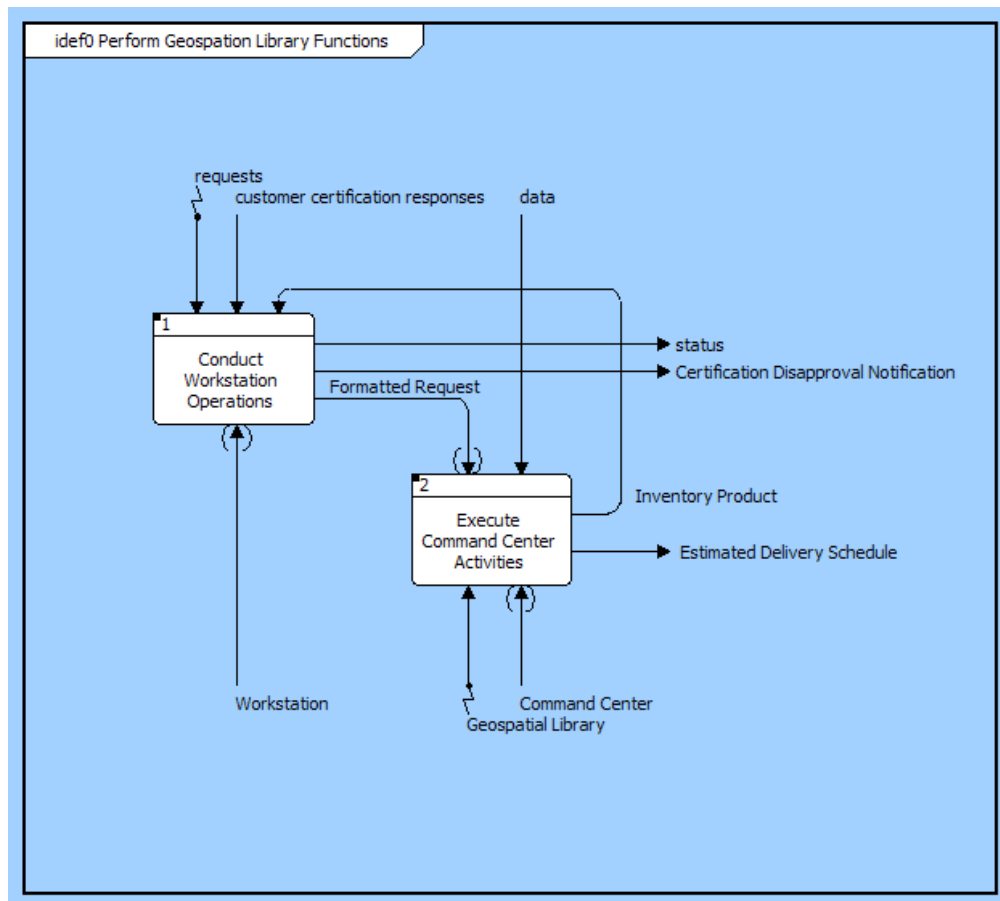 idef0 Perform Geospation Library Functions
requests
customer certification responses
data
1
Conduct
Workstation
Operations
status
Certification Disapproval Notification
Formatted Request
2
Execute
Command Center
Activities
Inventory Product
Estimated Delivery Schedule
Workstation
Command Center
Geospatial Library